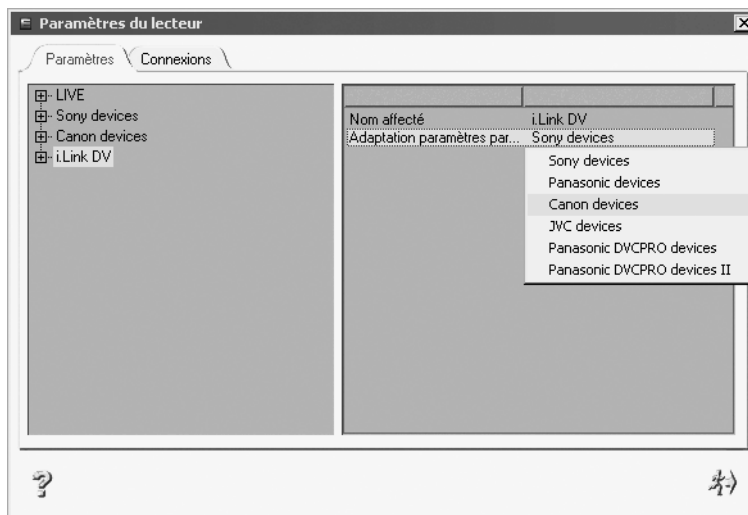 Paramètres du lecteur
Paramètres Connexions
LIVE
Sony devices
Canon devices
i.Link DV
Nom affecté i.Link DV
Adaptation paramètres par... Sony devices
Sony devices
Panasonic devices
Canon devices
JVC devices
Panasonic DVCPRO devices
Panasonic DVCPRO devices II